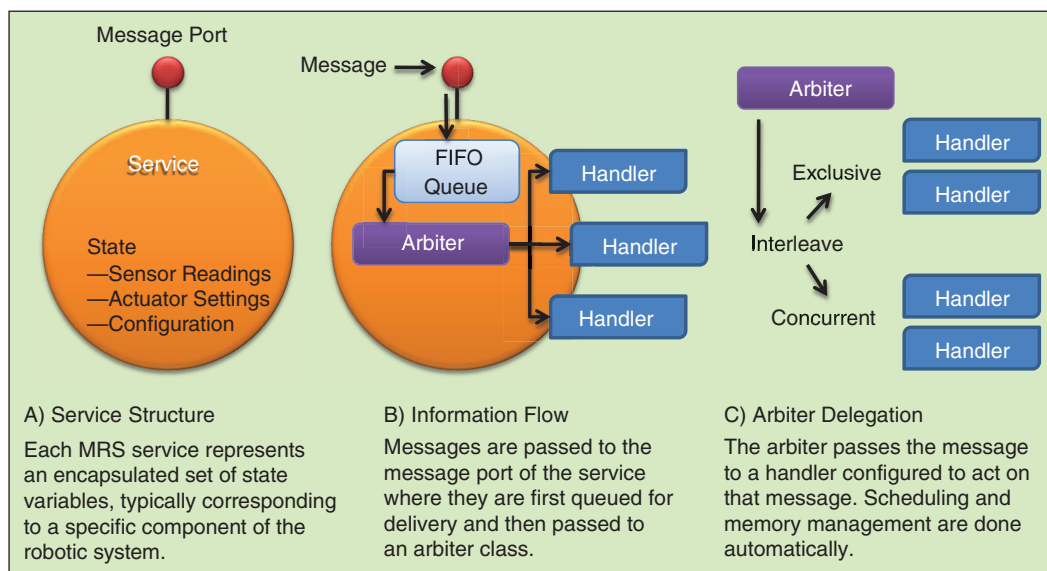 Message Port
Service
State
—Sensor Readings
—Actuator Settings
—Configuration
Message
FIFO
Queue
Arbiter
Handler
Handler
Handler
Arbiter
Exclusive
Interleave
Concurrent
Handler
Handler
Handler
Handler
A) Service Structure
Each MRS service represents
an encapsulated set of state
variables, typically corresponding
to a specific component of the
robotic system.
B) Information Flow
Messages are passed to the
message port of the service
where they are first queued for
delivery and then passed to
an arbiter class.
C) Arbiter Delegation
The arbiter passes the message
to a handler configured to act on
that message. Scheduling and
memory management are done
automatically.